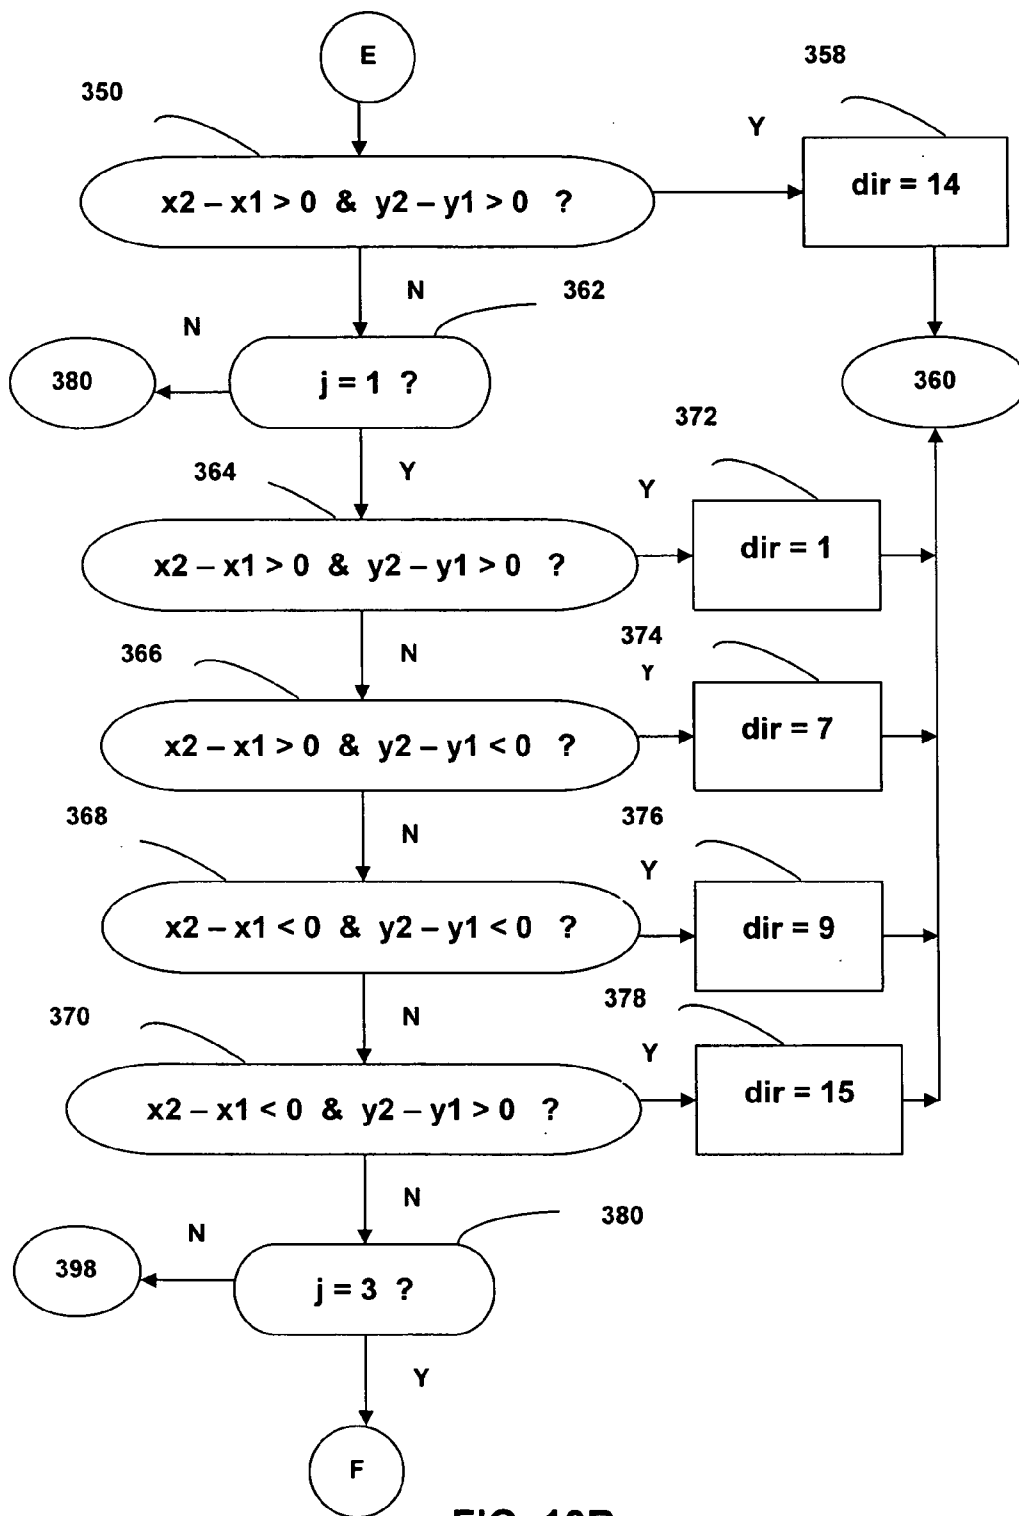 E
358
350
Y
dir = 14
x2 – x1 > 0 & y2 – y1 > 0 ?
N
362
N
380
j = 1 ?
360
372
364
Y
Y
x2 – x1 > 0 & y2 – y1 > 0 ?
dir = 1
366
N
374
Y
x2 – x1 > 0 & y2 – y1 < 0 ?
dir = 7
368
N
376
Y
x2 – x1 < 0 & y2 – y1 < 0 ?
dir = 9
370
N
378
Y
x2 – x1 < 0 & y2 – y1 > 0 ?
dir = 15
N
380
N
398
j = 3 ?
Y
F